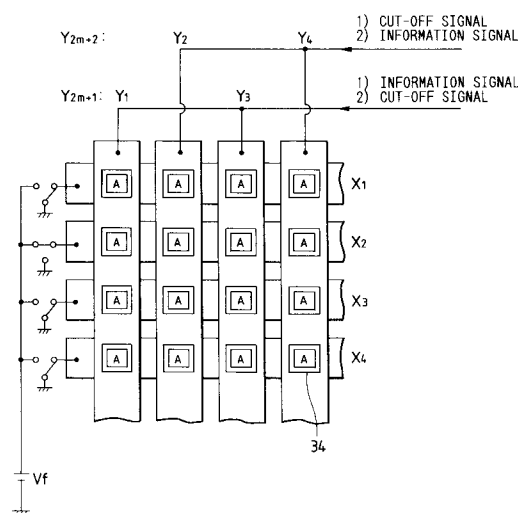 1) CUT-OFF SIGNAL
Y2m+2: Y2 Y4 2) INFORMATION SIGNAL
1) INFORMATION SIGNAL
Y2m+1: Y1 Y3 2) CUT-OFF SIGNAL
A A A A X1
A A A A X2
A A A A X3
A A A A X4
34
Vf